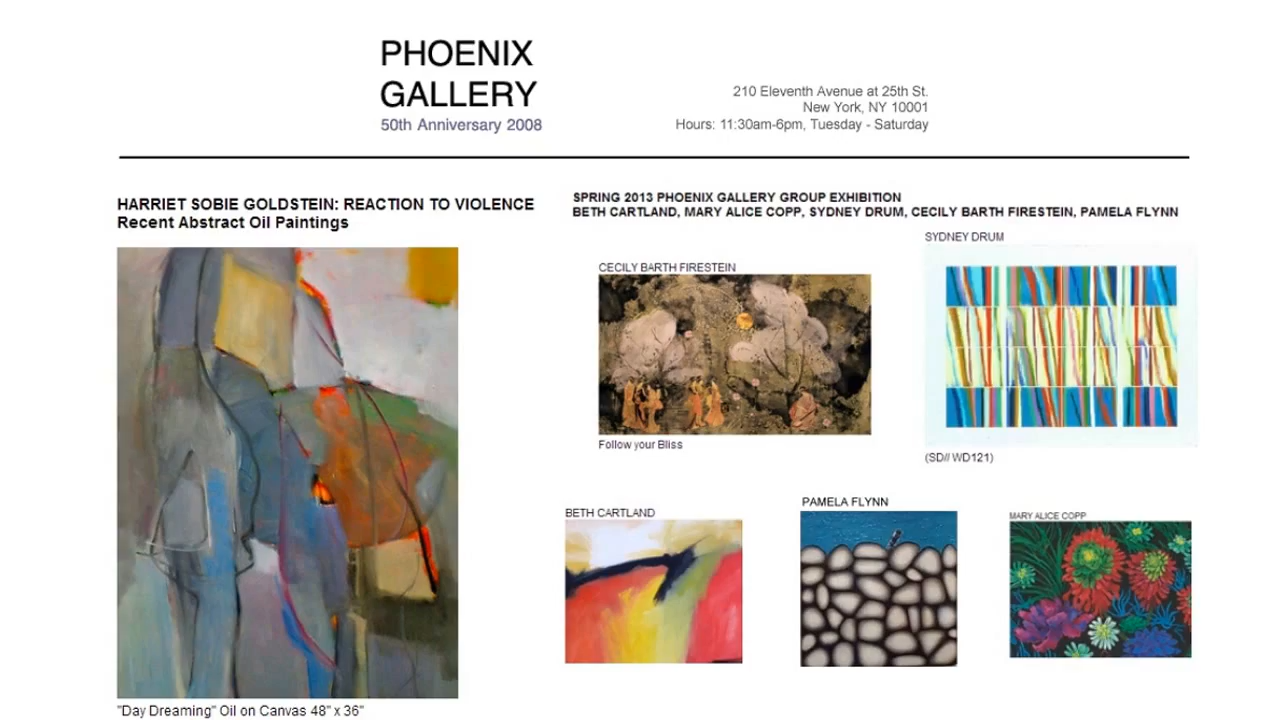 PHOENIX
GALLERY
50th Anniversary 2008
210 Eleventh Avenue at 25th St.
New York, NY 10001
Hours: 11:30am-6pm, Tuesday - Saturday
HARRIET SOBIE GOLDSTEIN: REACTION TO VIOLENCE
Recent Abstract Oil Paintings
"Day Dreaming" Oil on Canvas 48" x 36"
SPRING 2013 PHOENIX GALLERY GROUP EXHIBITION
BETH CARTLAND, MARY ALICE COPP, SYDNEY DRUM, CECILY BARTH FIRESTEIN, PAMELA FLYNN
CECILY BARTH FIRESTEIN
Follow your Bliss
SYDNEY DRUM
(SD// WD121)
BETH CARTLAND
PAMELA FLYNN
MARY ALICE COPP